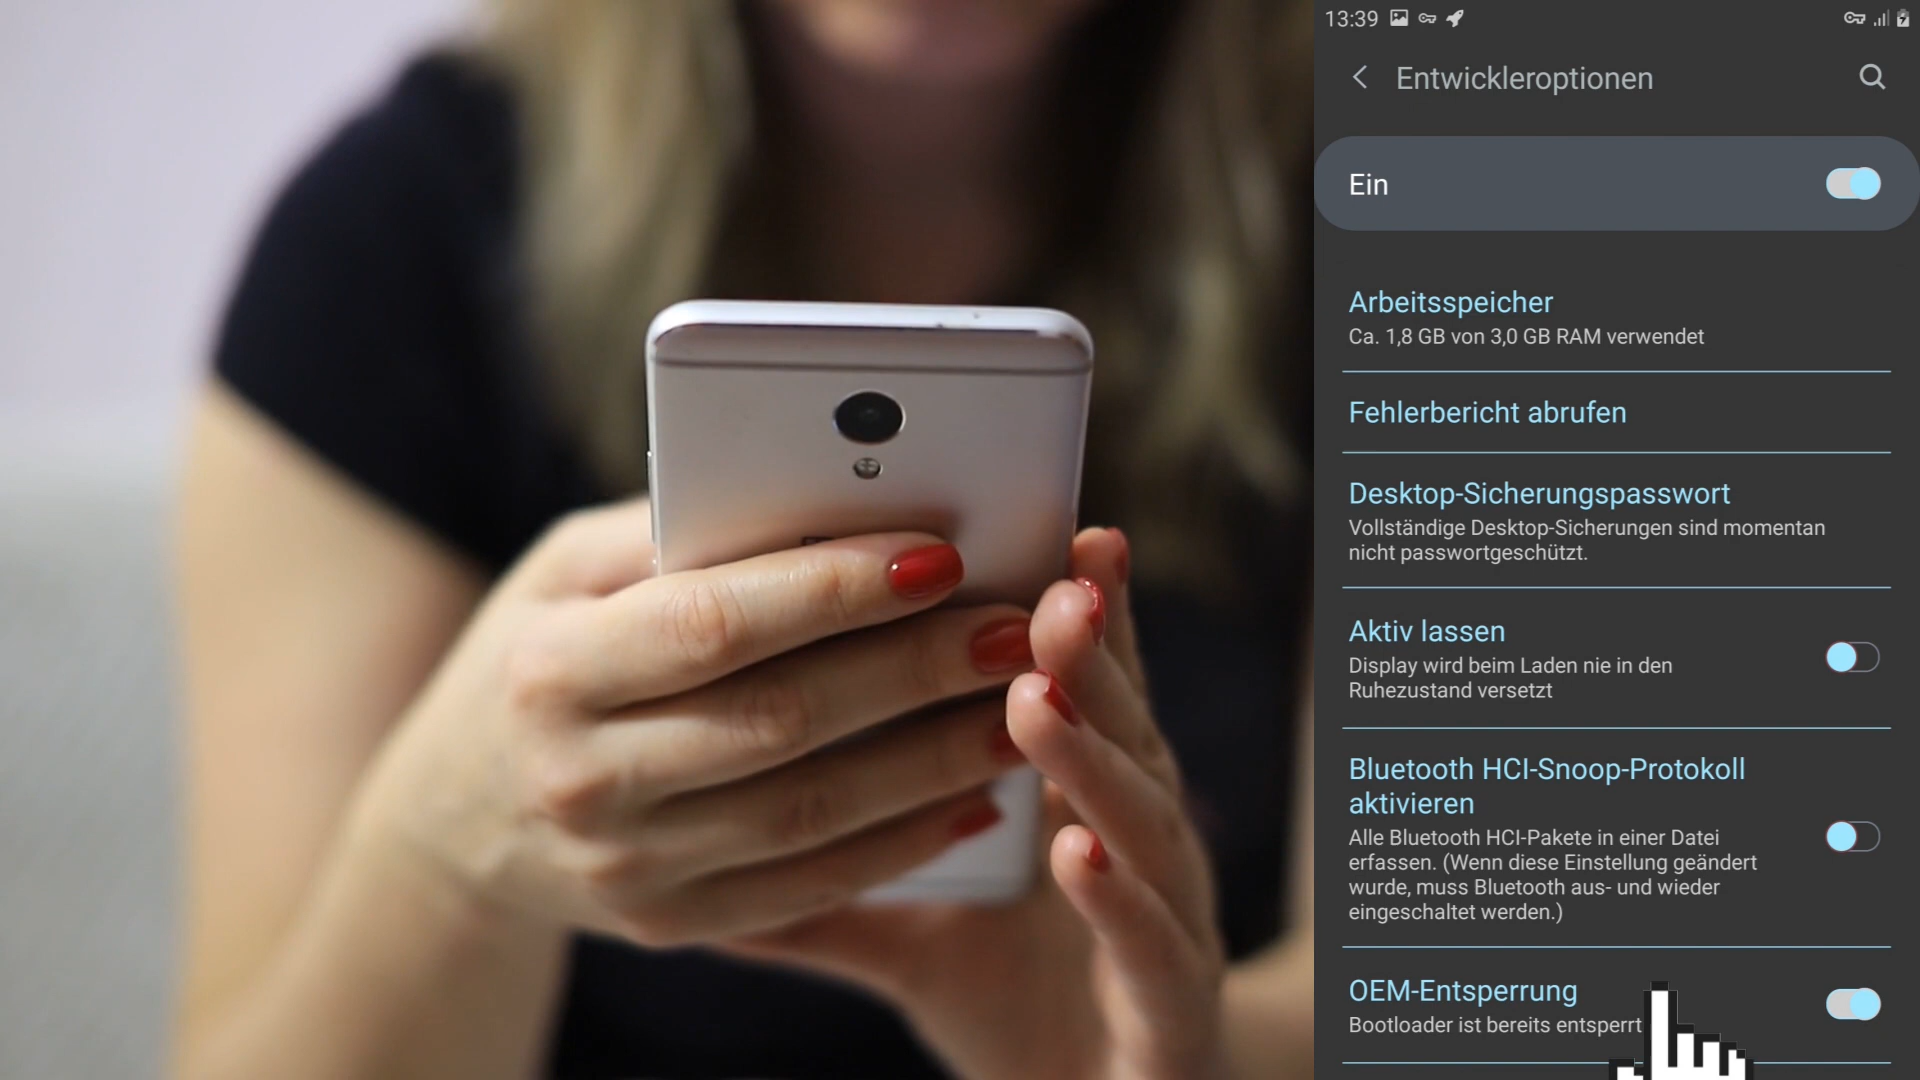 13:39
Entwickleroptionen
Ein
Arbeitsspeicher
Ca. 1,8 GB von 3,0 GB RAM verwendet
Fehlerbericht abrufen
Desktop-Sicherungspasswort
Vollständige Desktop-Sicherungen sind momentan
nicht passwortgeschützt.
Aktiv lassen
Display wird beim Laden nie in den
Ruhezustand versetzt
Bluetooth HCI-Snoop-Protokoll
aktivieren
Alle Bluetooth HCI-Pakete in einer Datei
erfassen. (Wenn diese Einstellung geändert
wurde, muss Bluetooth aus- und wieder
eingeschaltet werden.)
OEM-Entsperrung
Bootloader ist bereits entsperrt